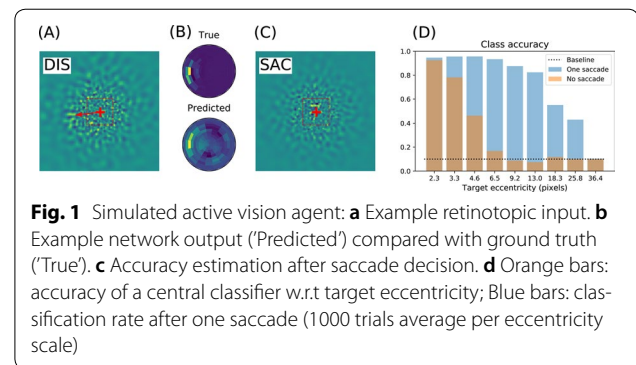 (A)
DIS
(B)
True
Predicted
(C)
SAC
(D)
Class accuracy
Baseline
One saccade
No saccade
1.0
0.8
0.6
0.4
0.2
0.0
2.3 3.3 4.6 6.5 9.2 13.0 18.3 25.8 36.4
Target eccentricity (pixels)
Fig. 1 Simulated active vision agent: a Example retinotopic input. b
Example network output ('Predicted') compared with ground truth
('True'). c Accuracy estimation after saccade decision. d Orange bars:
accuracy of a central classifier w.r.t target eccentricity; Blue bars: clas-
sification rate after one saccade (1000 trials average per eccentricity
scale)